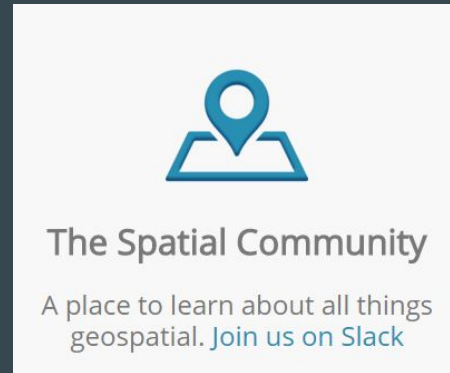 The Spatial Community
A place to learn about all things
geospatial. Join us on Slack